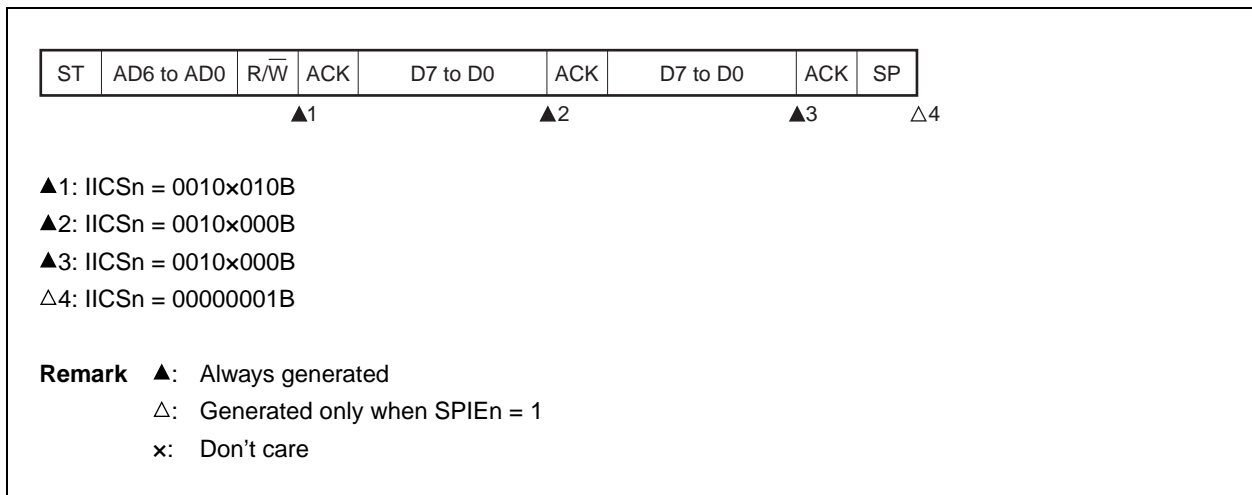 ST AD6 to AD0 R/W̅ ACK D7 to D0 ACK D7 to D0 ACK SP
▲1 ▲2 ▲3 △4
▲1: IICSn = 0010×010B
▲2: IICSn = 0010×000B
▲3: IICSn = 0010×000B
△4: IICSn = 00000001B
Remark ▲: Always generated
△: Generated only when SPIEn = 1
×: Don't care